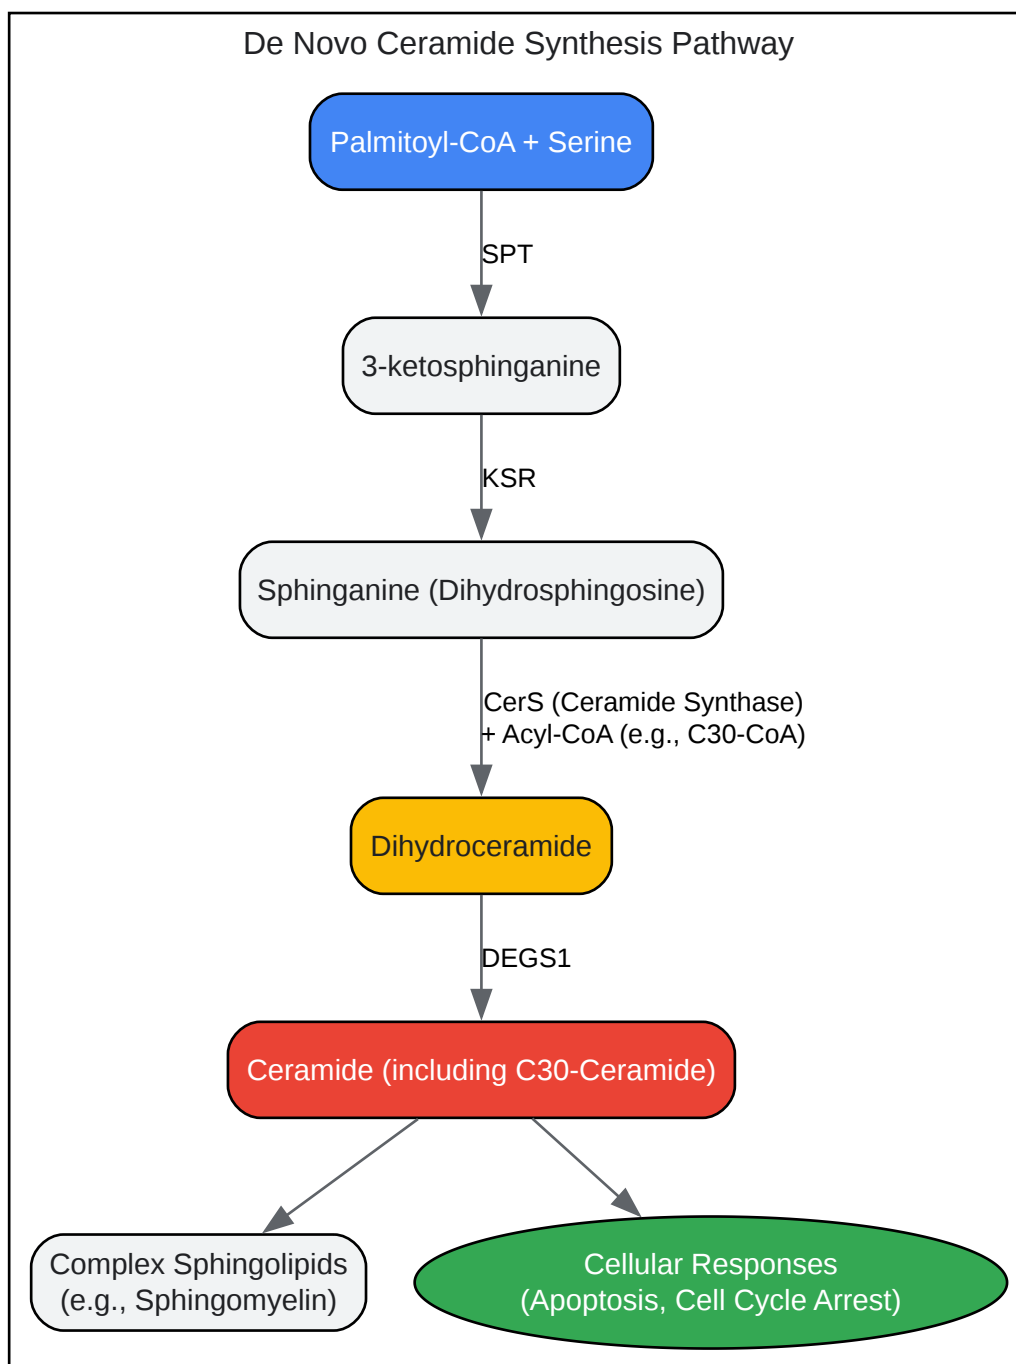 De Novo Ceramide Synthesis Pathway
Palmitoyl-CoA + Serine
SPT
3-ketosphinganine
KSR
Sphinganine (Dihydrosphingosine)
CerS (Ceramide Synthase)
+ Acyl-CoA (e.g., C30-CoA)
Dihydroceramide
DEGS1
Ceramide (including C30-Ceramide)
Complex Sphingolipids
(e.g., Sphingomyelin)
Cellular Responses
(Apoptosis, Cell Cycle Arrest)